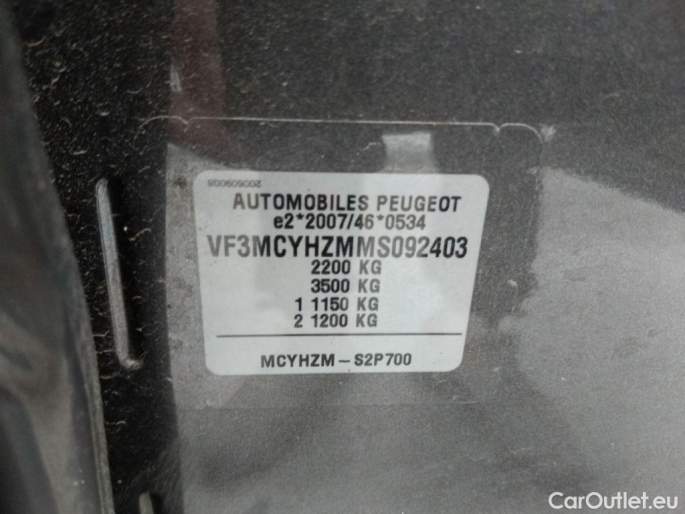 AUTOMOBILES PEUGEOT
e2*2007/46*0534
VF3MCYHZMMS092403
2200 KG
3500 KG
1 1150 KG
2 1200 KG
MCYHZM-S2P700
CarOutlet.eu